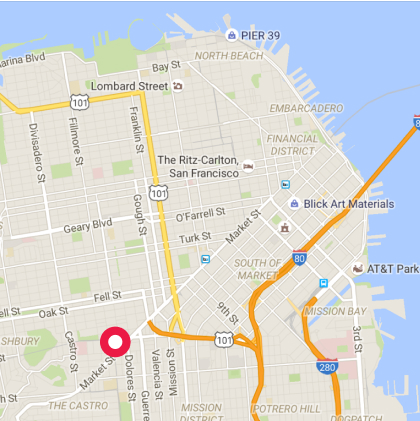 PIER 39
arina Blvd
NORTH BEACH
Bay St
Lombard Street
101
EMBARCADERO
Divisadero St
Fillmore St
Franklin St
FINANCIAL
DISTRICT
The Ritz-Carlton,
San Francisco
101
Gough St
Blick Art Materials
O'Farrell St
Geary Blvd
Market St
Turk St
80
SOUTH OF
MARKET
AT&T Park
Fell St
ell St
Oak St
9th St
MISSION BAY
SHBURY
Castro St
101
3rd St
Market St
Dolores St
Valencia St
Mission St
280
Guerre
THE CASTRO
MISSION
DISTRICT
POTRERO HILL
DOGPATCH
h St